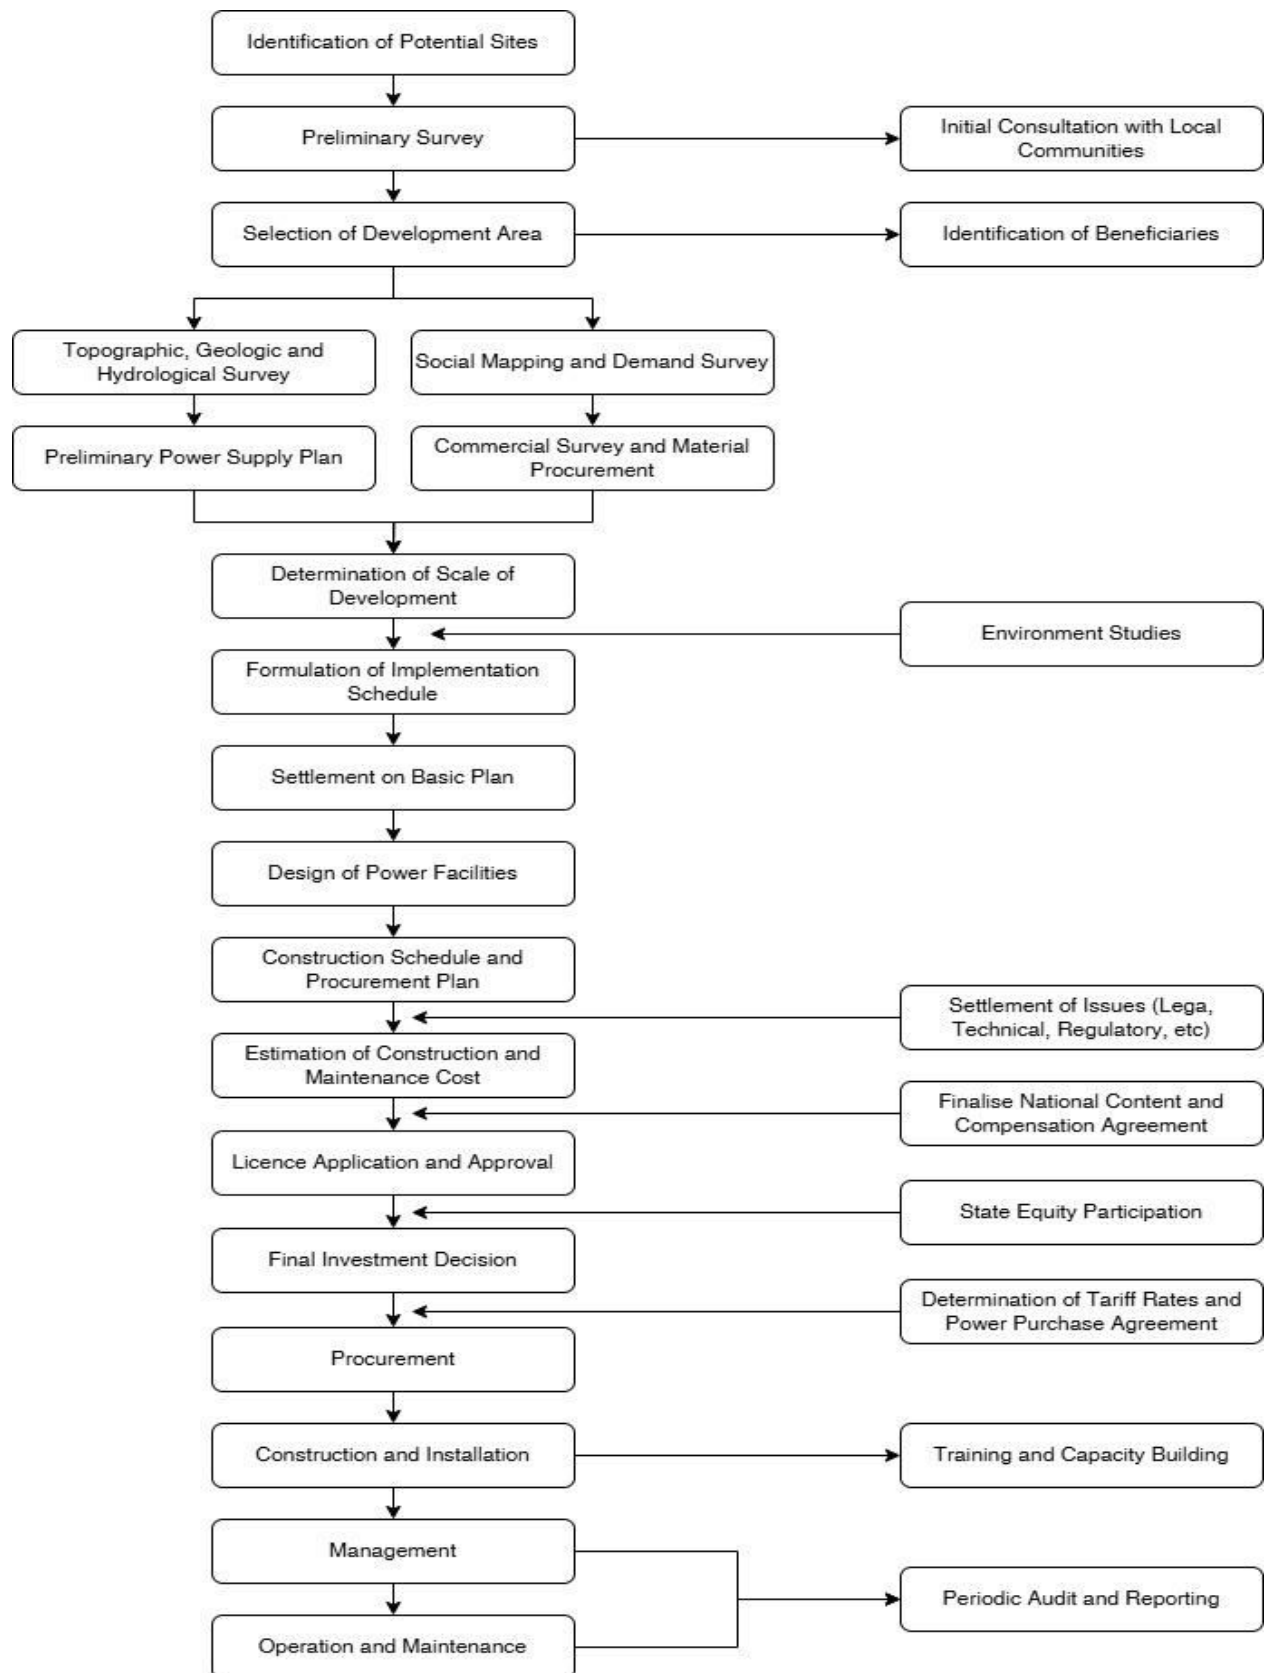 Identification of Potential Sites
Preliminary Survey
Initial Consultation with Local
Communities
Selection of Development Area
Identification of Beneficiaries
Topographic, Geologic and
Hydrological Survey
Social Mapping and Demand Survey
Preliminary Power Supply Plan
Commercial Survey and Material
Procurement
Determination of Scale of
Development
Environment Studies
Formulation of Implementation
Schedule
Settlement on Basic Plan
Design of Power Facilities
Construction Schedule and
Procurement Plan
Settlement of Issues (Lega,
Technical, Regulatory, etc)
Estimation of Construction and
Maintenance Cost
Finalise National Content and
Compensation Agreement
Licence Application and Approval
State Equity Participation
Final Investment Decision
Determination of Tariff Rates and
Power Purchase Agreement
Procurement
Construction and Installation
Training and Capacity Building
Management
Periodic Audit and Reporting
Operation and Maintenance